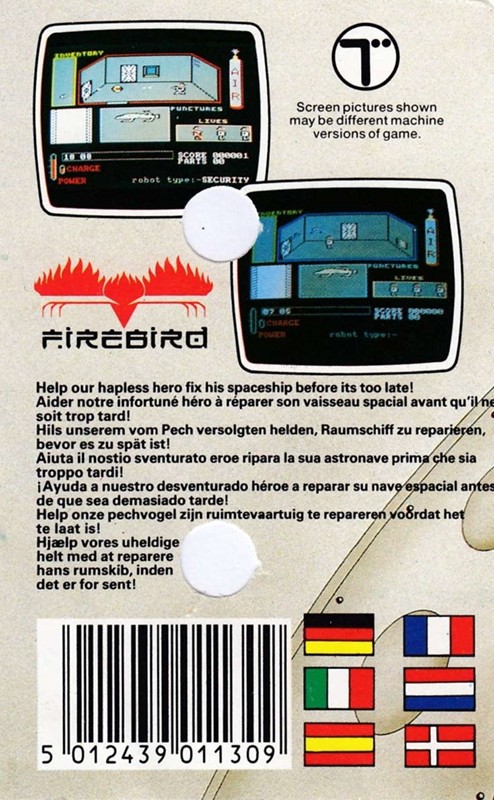 INVENTORY
AIR
PUNCTURES
LIVES
10 00
SCORE 000001
PARTS 00
CHARGE
POWER
robot type:-SECURITY
Screen pictures shown
may be different machine
versions of game.
INVENTORY
AIR
PUNCTURES
LIVES
07 05
SCORE 000000
PARTS 00
CHARGE
POWER
robot type:-
FIREBIRD
Help our hapless hero fix his spaceship before its too late!
Aider notre infortuné héro à réparer son vaisseau spacial avant qu'il ne
soit trop tard!
Hils unserem vom Pech versolgten helden, Raumschiff zu reparieren,
bevor es zu spät ist!
Aiuta il nostio sventurato eroe ripara la sua astronave prima che sia
troppo tardi!
¡Ayuda a nuestro desventurado héroe a reparar su nave espacial antes
de que sea demasiado tarde!
Help onze pechvogel zijn ruimtevaartuig te repareren voordat het
te laat is!
Hjælp vores uheldige
helt med at reparere
hans rumskib, inden
det er for sent!
5 012439 011309